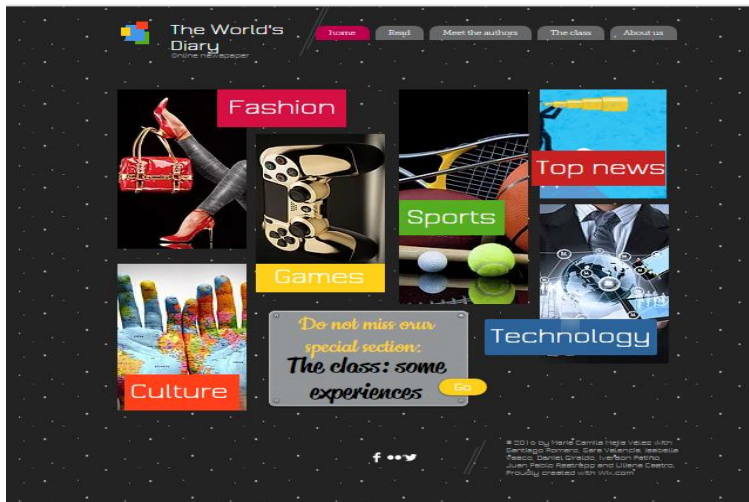 The World's
Diary
Online newspaper
home
Read
Meet the authors
The class
About us
Fashion
Top news
Sports
Games
Technology
Culture
Do not miss our
special section:
The class: some
experiences
Go
© 2016 by María Camila Mejía Vélez with
Santiago Romero, Sara Valencia, Isabella
Vasco, Daniel Giraldo, Iverson Patiño,
Juan Pablo Restrepo and Liliana Castro.
Proudly created with Wix.com